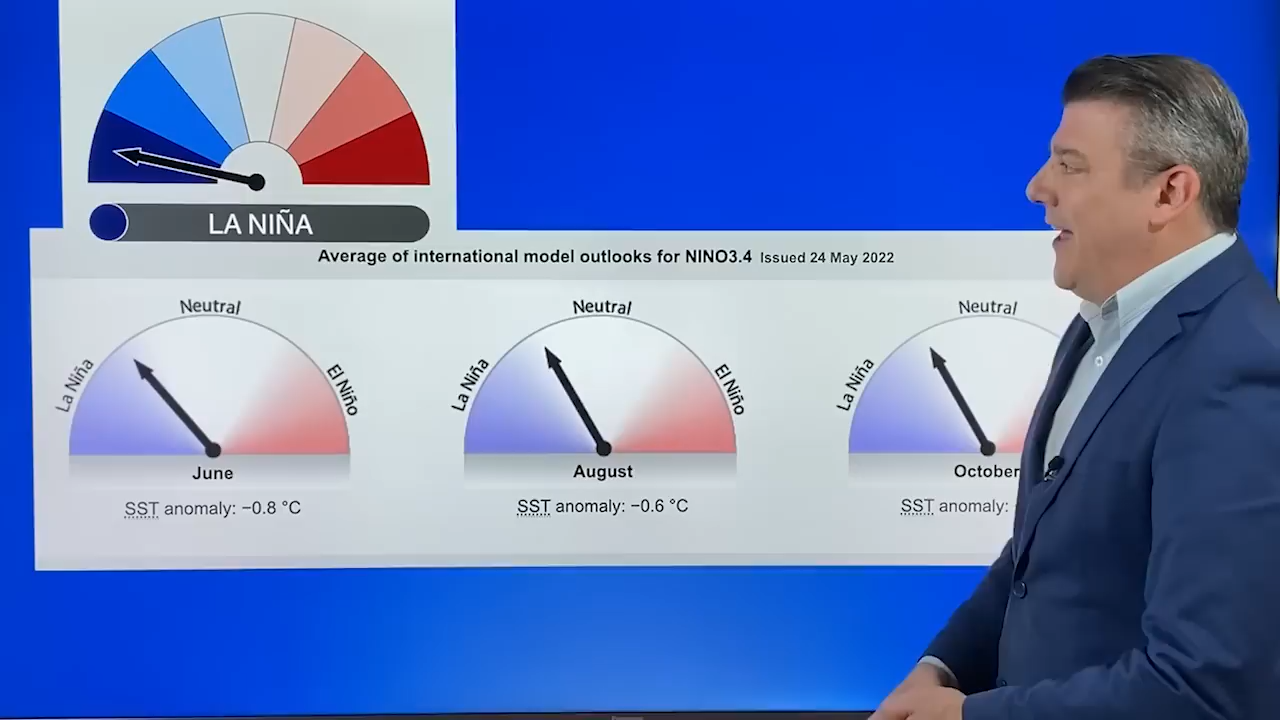 LA NIÑA
Average of international model outlooks for NINO3.4 Issued 24 May 2022
Neutral
La Niña
El Niño
June
SST anomaly: −0.8 °C
Neutral
La Niña
El Niño
August
SST anomaly: −0.6 °C
Neutral
La Niña
October
SST anomaly: